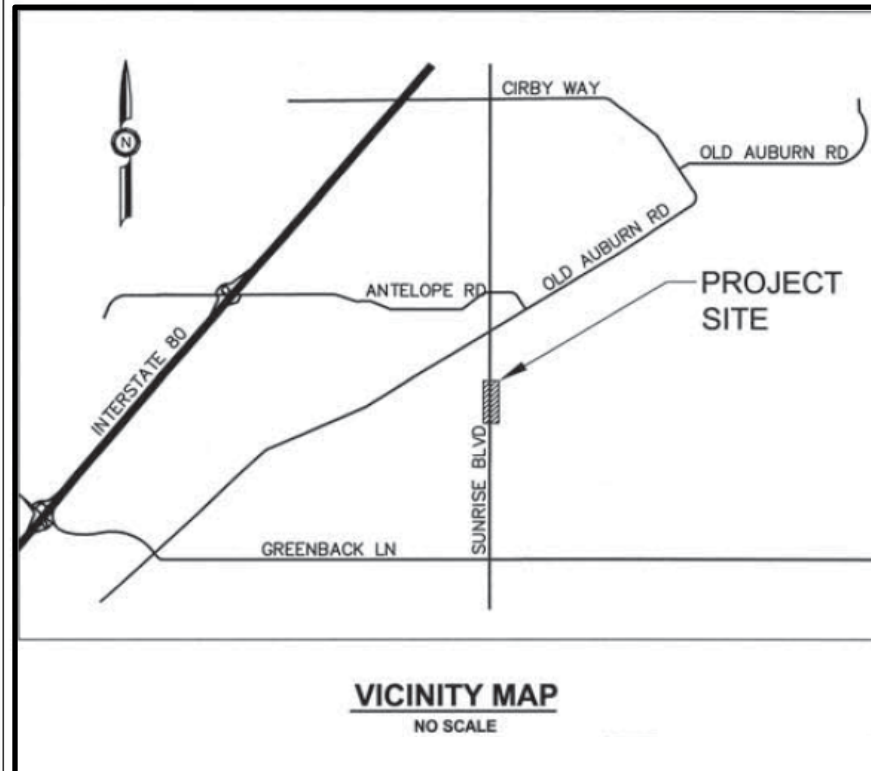 CIRBY WAY
N
OLD AUBURN RD
OLD AUBURN RD
ANTELOPE RD
PROJECT
SITE
INTERSTATE 80
SUNRISE BLVD
GREENBACK LN
VICINITY MAP
NO SCALE